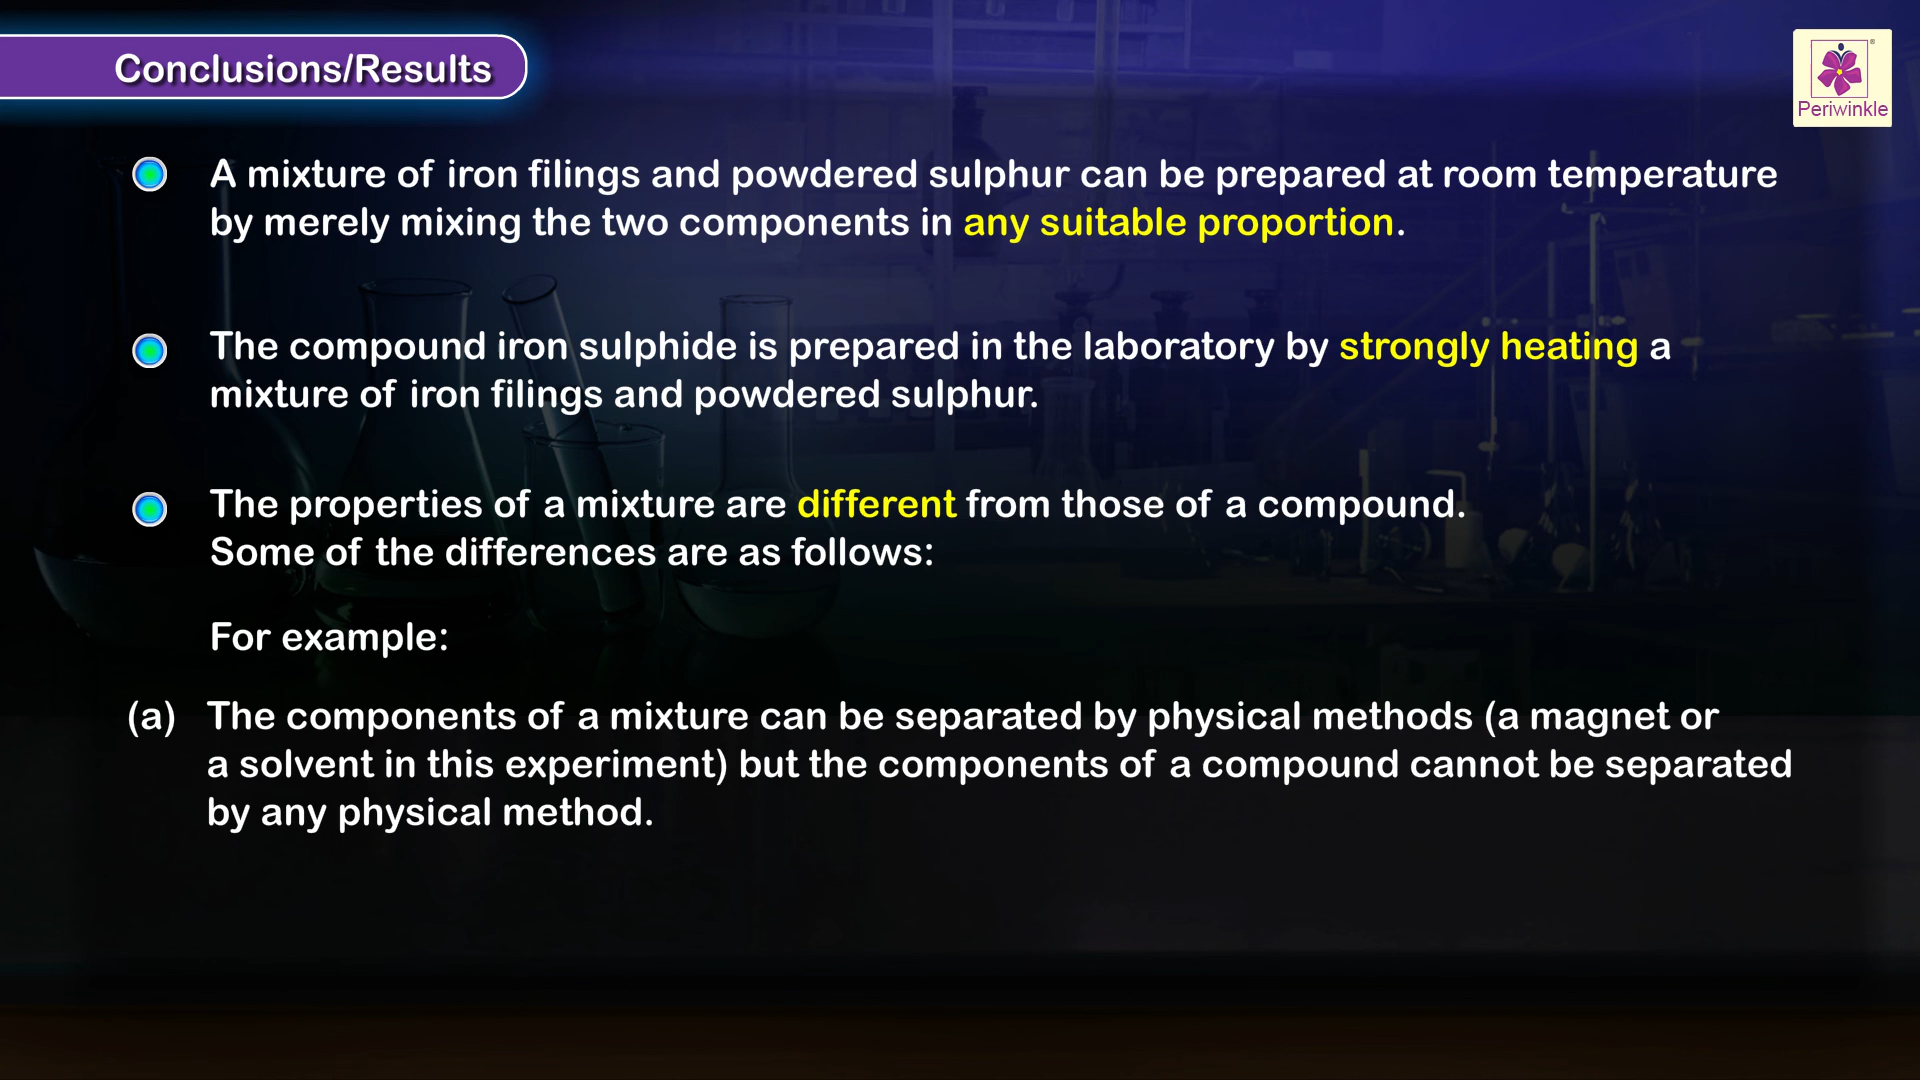 Conclusions/Results
Periwinkle
®
A mixture of iron filings and powdered sulphur can be prepared at room temperature
by merely mixing the two components in any suitable proportion.
The compound iron sulphide is prepared in the laboratory by strongly heating a
mixture of iron filings and powdered sulphur.
The properties of a mixture are different from those of a compound.
Some of the differences are as follows:
For example:
(a) The components of a mixture can be separated by physical methods (a magnet or
a solvent in this experiment) but the components of a compound cannot be separated
by any physical method.